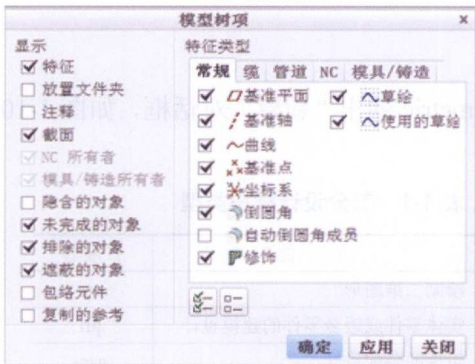 模型树项
显示
特征
放置文件夹
注释
截面
NC 所有者
模具/铸造所有者
隐含的对象
未完成的对象
排除的对象
遮蔽的对象
包络元件
复制的参考
特征类型
常规 缆 管道 NC 模具/铸造
基准平面 草绘
基准轴 使用的草绘
曲线
基准点
坐标系
倒圆角
自动倒圆角成员
修饰
确定 应用 关闭